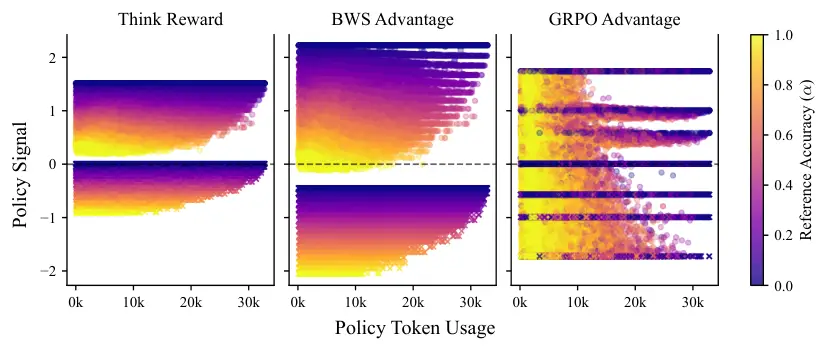 Think Reward
BWS Advantage
GRPO Advantage
Policy Signal
2
1
0
−1
−2
0k 10k 20k 30k
0k 10k 20k 30k
0k 10k 20k 30k
Policy Token Usage
1.0
0.8
0.6
0.4
0.2
0.0
Reference Accuracy (α)